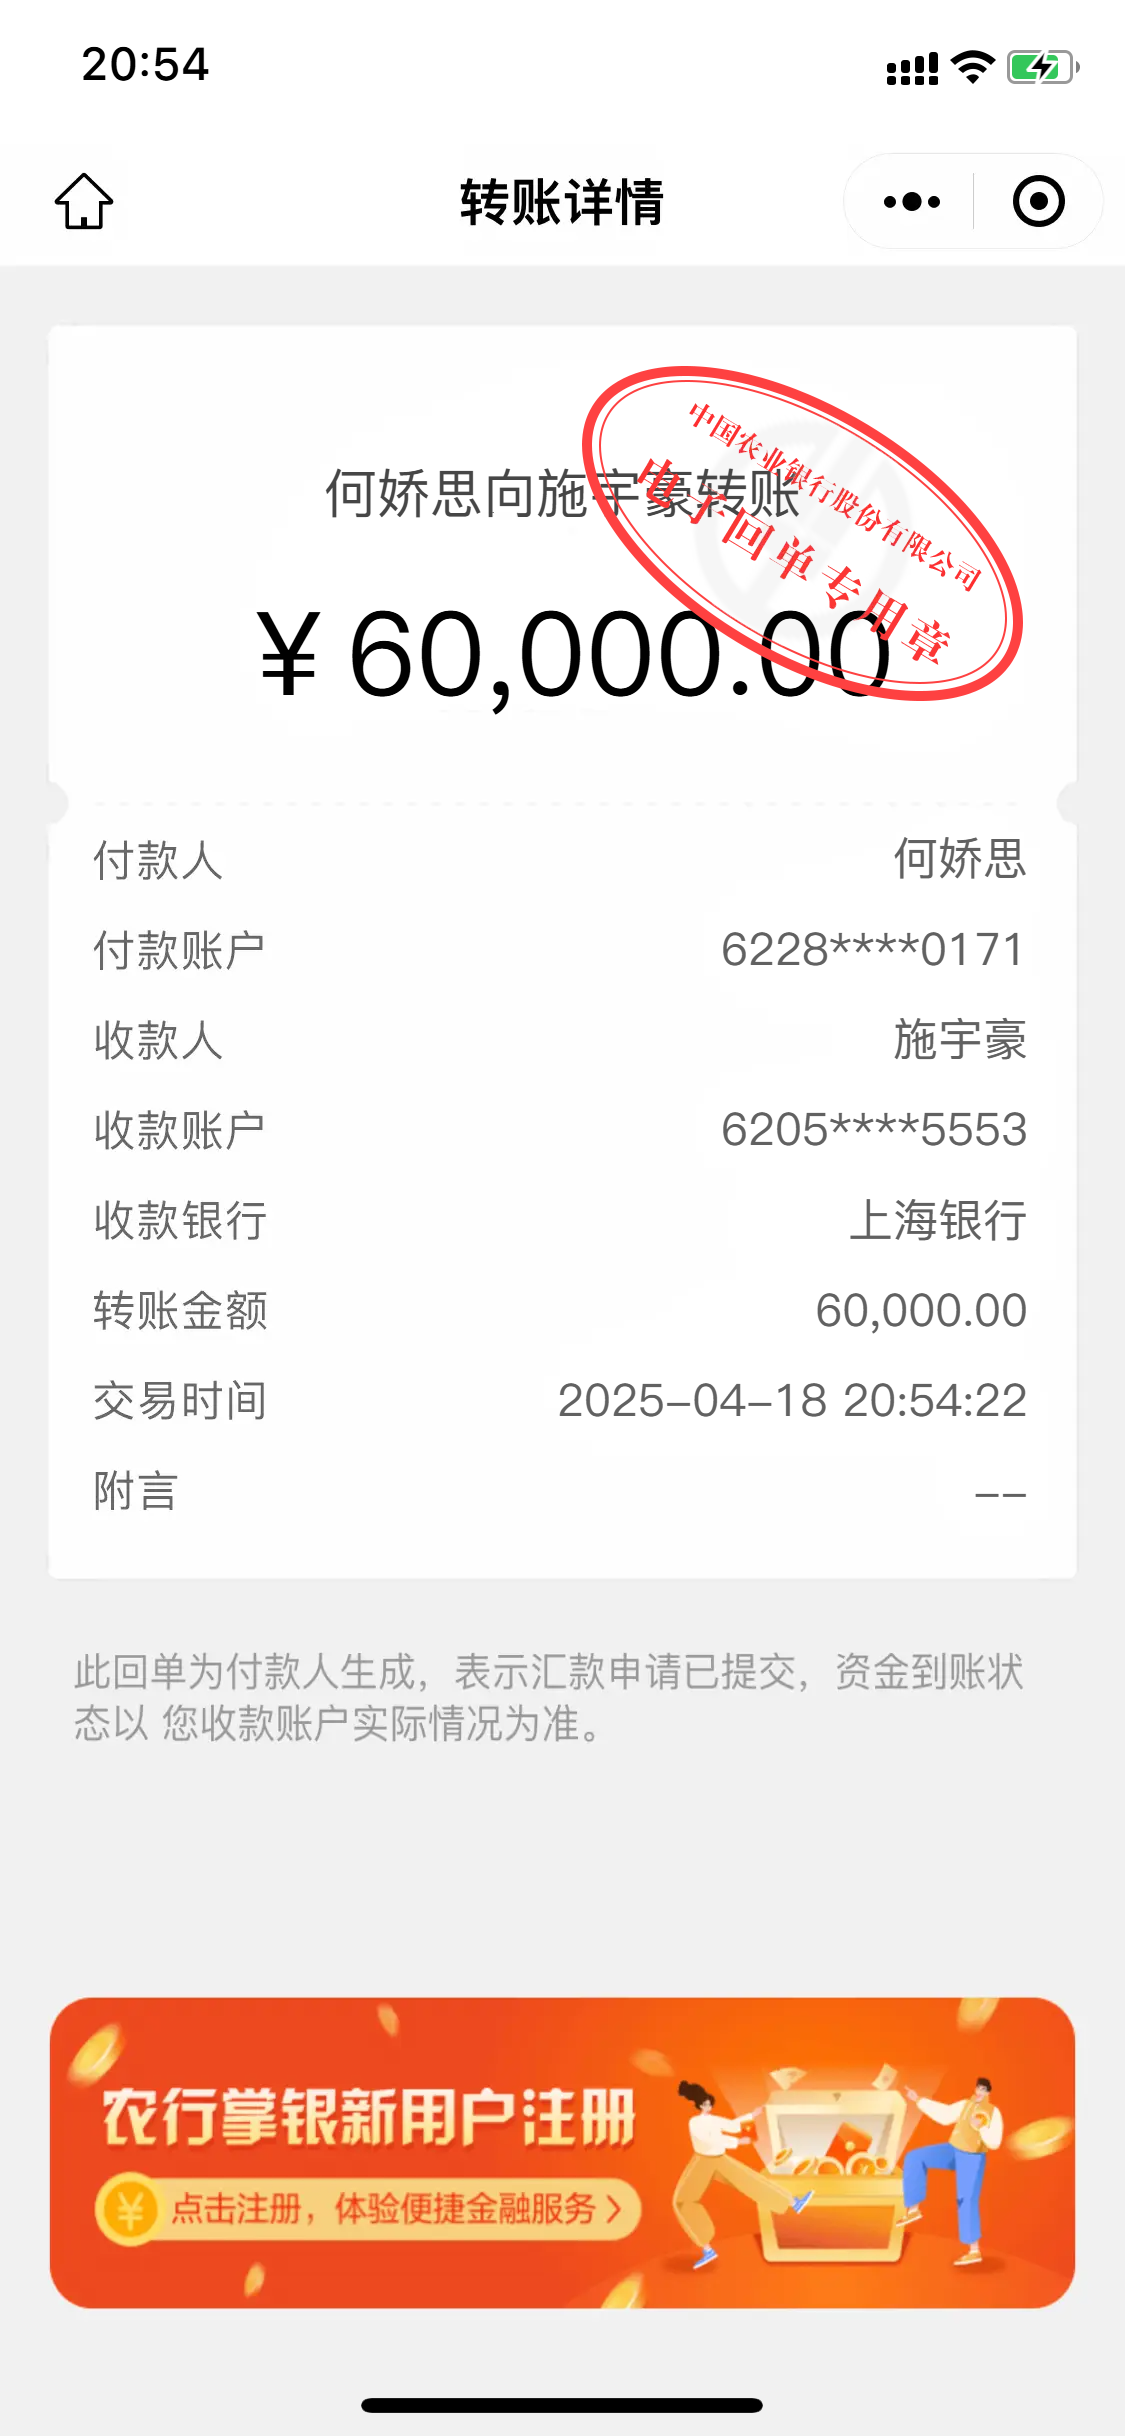 20:54
转账详情
何娇思向施宇豪转账
中国农业银行股份有限公司
电子回单专用章
¥ 60,000.00
付款人 何娇思
付款账户 6228****0171
收款人 施宇豪
收款账户 6205****5553
收款银行 上海银行
转账金额 60,000.00
交易时间 2025-04-18 20:54:22
附言 --
此回单为付款人生成，表示汇款申请已提交，资金到账状
态以 您收款账户实际情况为准。
农行掌银新用户注册
¥ 点击注册，体验便捷金融服务 >